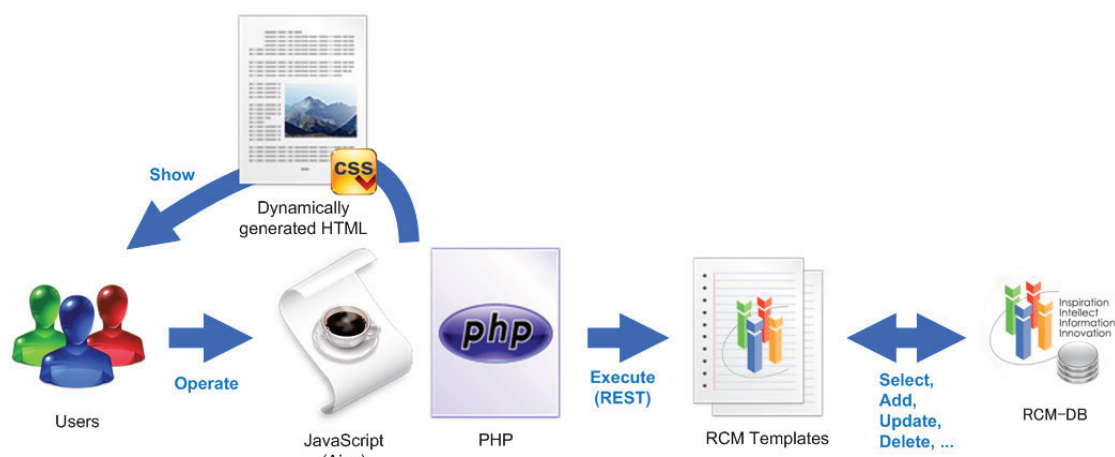 CSS
Show
Dynamically
generated HTML
php
Inspiration
Intellect
Information
Innovation
Operate
Execute
(REST)
Select,
Add,
Update,
Delete, ...
Users
JavaScript
PHP
RCM Templates
RCM-DB